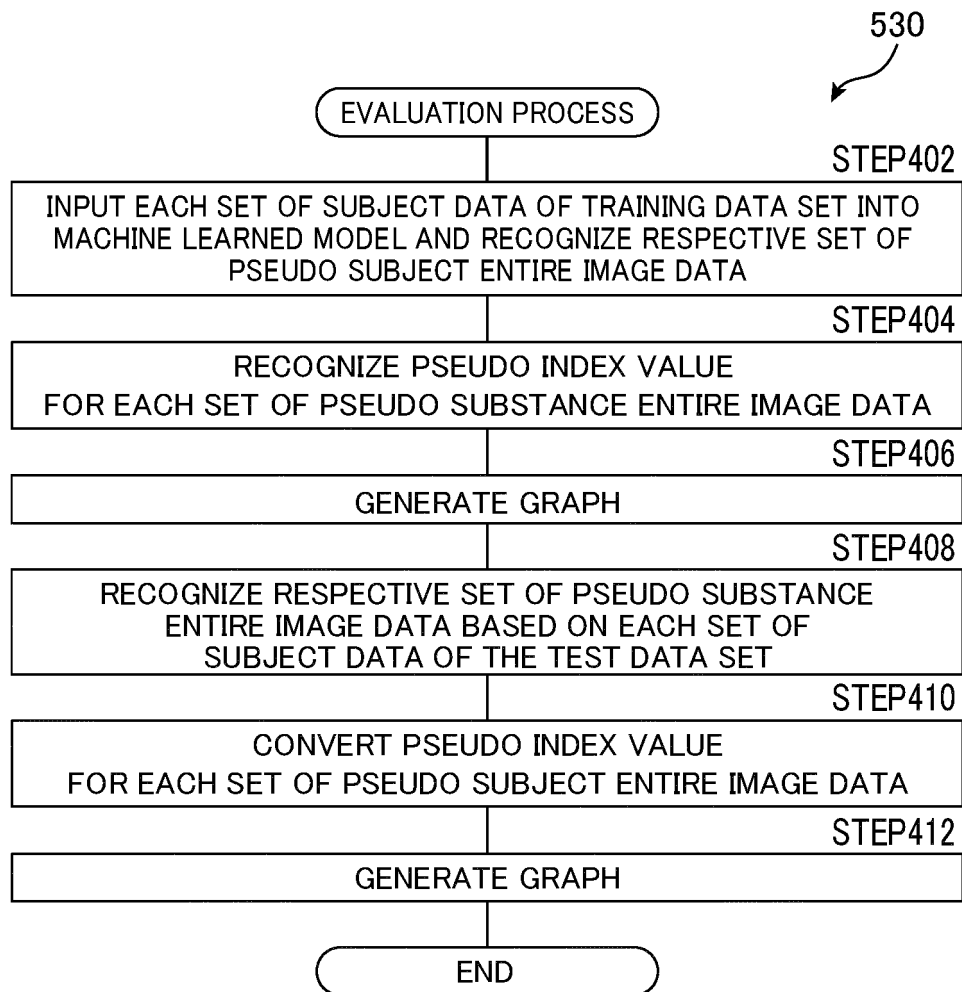 530
EVALUATION PROCESS
STEP402
INPUT EACH SET OF SUBJECT DATA OF TRAINING DATA SET INTO
MACHINE LEARNED MODEL AND RECOGNIZE RESPECTIVE SET OF
PSEUDO SUBJECT ENTIRE IMAGE DATA
STEP404
RECOGNIZE PSEUDO INDEX VALUE
FOR EACH SET OF PSEUDO SUBSTANCE ENTIRE IMAGE DATA
STEP406
GENERATE GRAPH
STEP408
RECOGNIZE RESPECTIVE SET OF PSEUDO SUBSTANCE
ENTIRE IMAGE DATA BASED ON EACH SET OF
SUBJECT DATA OF THE TEST DATA SET
STEP410
CONVERT PSEUDO INDEX VALUE
FOR EACH SET OF PSEUDO SUBJECT ENTIRE IMAGE DATA
STEP412
GENERATE GRAPH
END